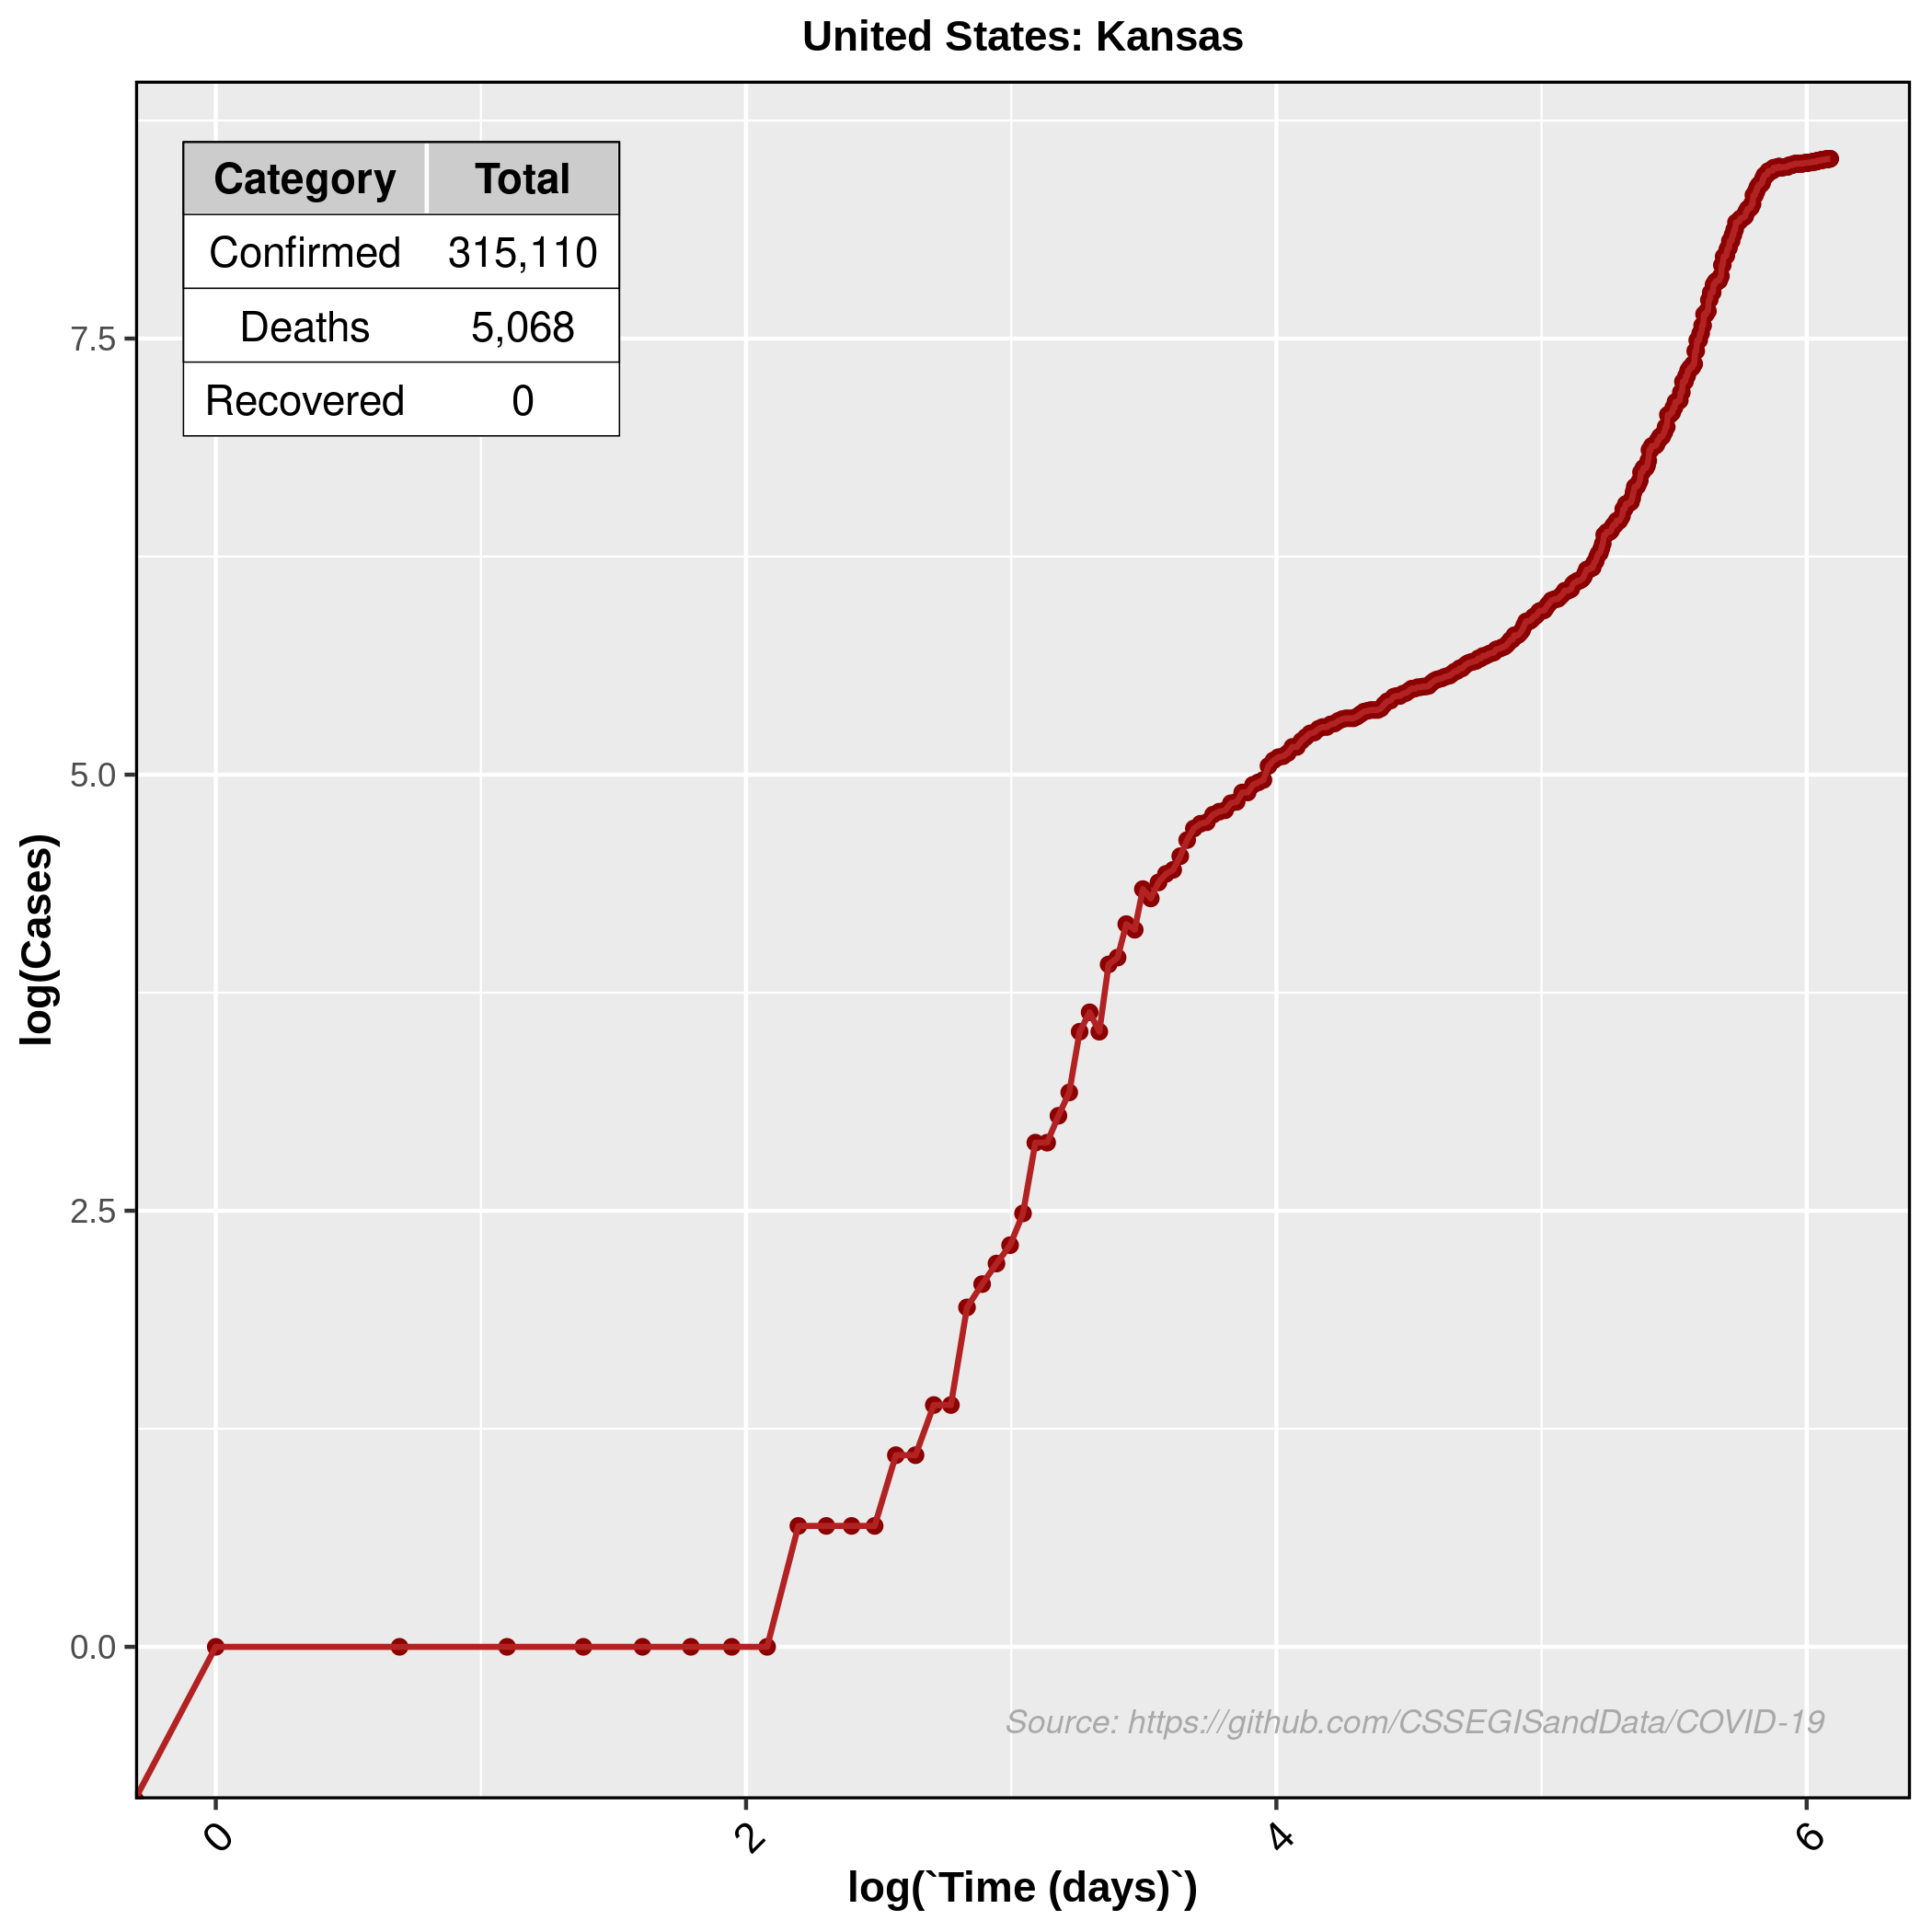 United States: Kansas
Category Total
Confirmed 315,110
Deaths 5,068
Recovered 0
7.5
5.0
2.5
0.0
log(Cases)
Source: https://github.com/CSSEGISandData/COVID-19
0 2 4 6
log(`Time (days)`)